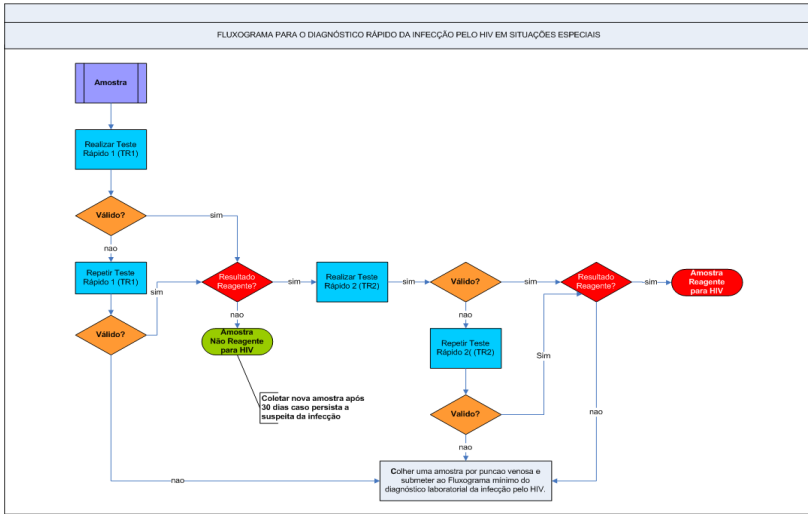 FLUXOGRAMA PARA O DIAGNÓSTICO RÁPIDO DA INFECÇÃO PELO HIV EM SITUAÇÕES ESPECIAIS
Amostra
Realizar Teste
Rápido 1 (TR1)
Válido?
sim
nao
Repetir Teste
Rápido 1 (TR1)
sim
Válido?
nao
Resultado
Reagente?
sim
nao
Amostra
Não Reagente
para HIV
Coletar nova amostra após
30 dias caso persista a
suspeita da infecção
Realizar Teste
Rápido 2 (TR2)
Válido?
sim
nao
Repetir Teste
Rápido 2( (TR2)
Valido?
Sim
nao
Resultado
Reagente?
sim
nao
Amostra
Reagente
para HIV
Colher uma amostra por puncao venosa e
submeter ao Fluxograma mínimo do
diagnóstico laboratorial da infecção pelo HIV.